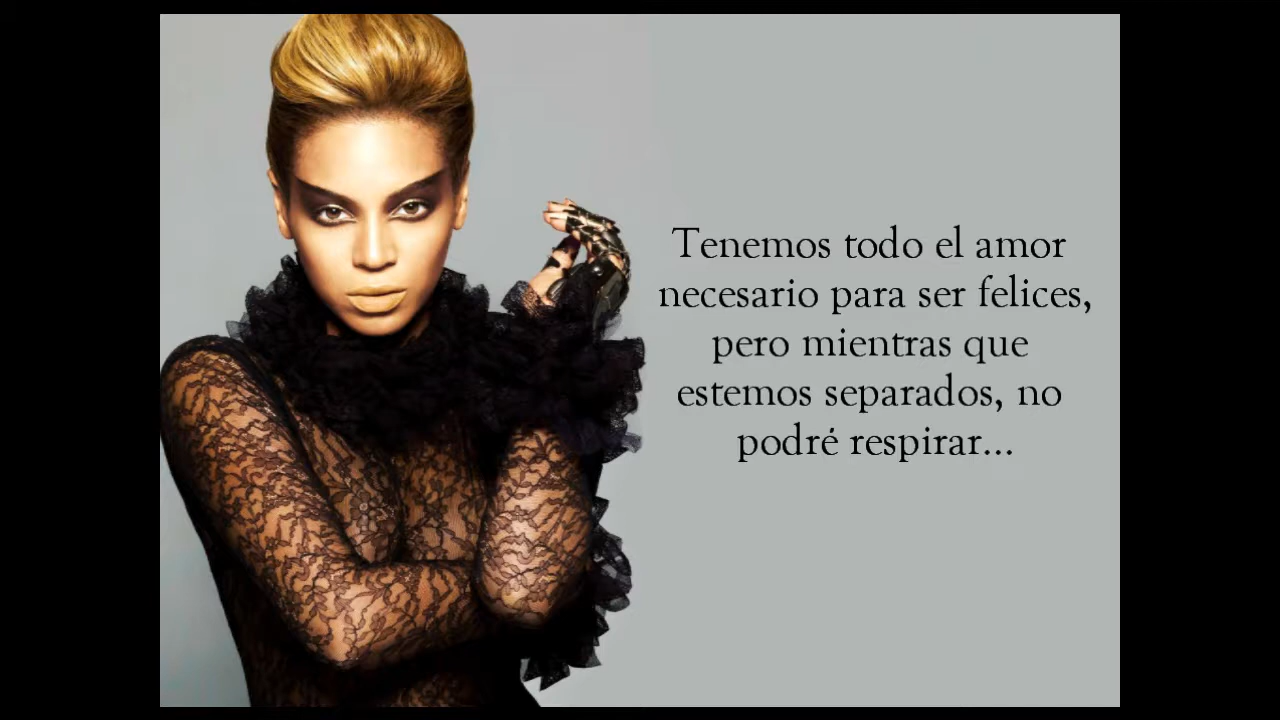 Tenemos todo el amor
necesario para ser felices,
pero mientras que
estemos separados, no
podré respirar...